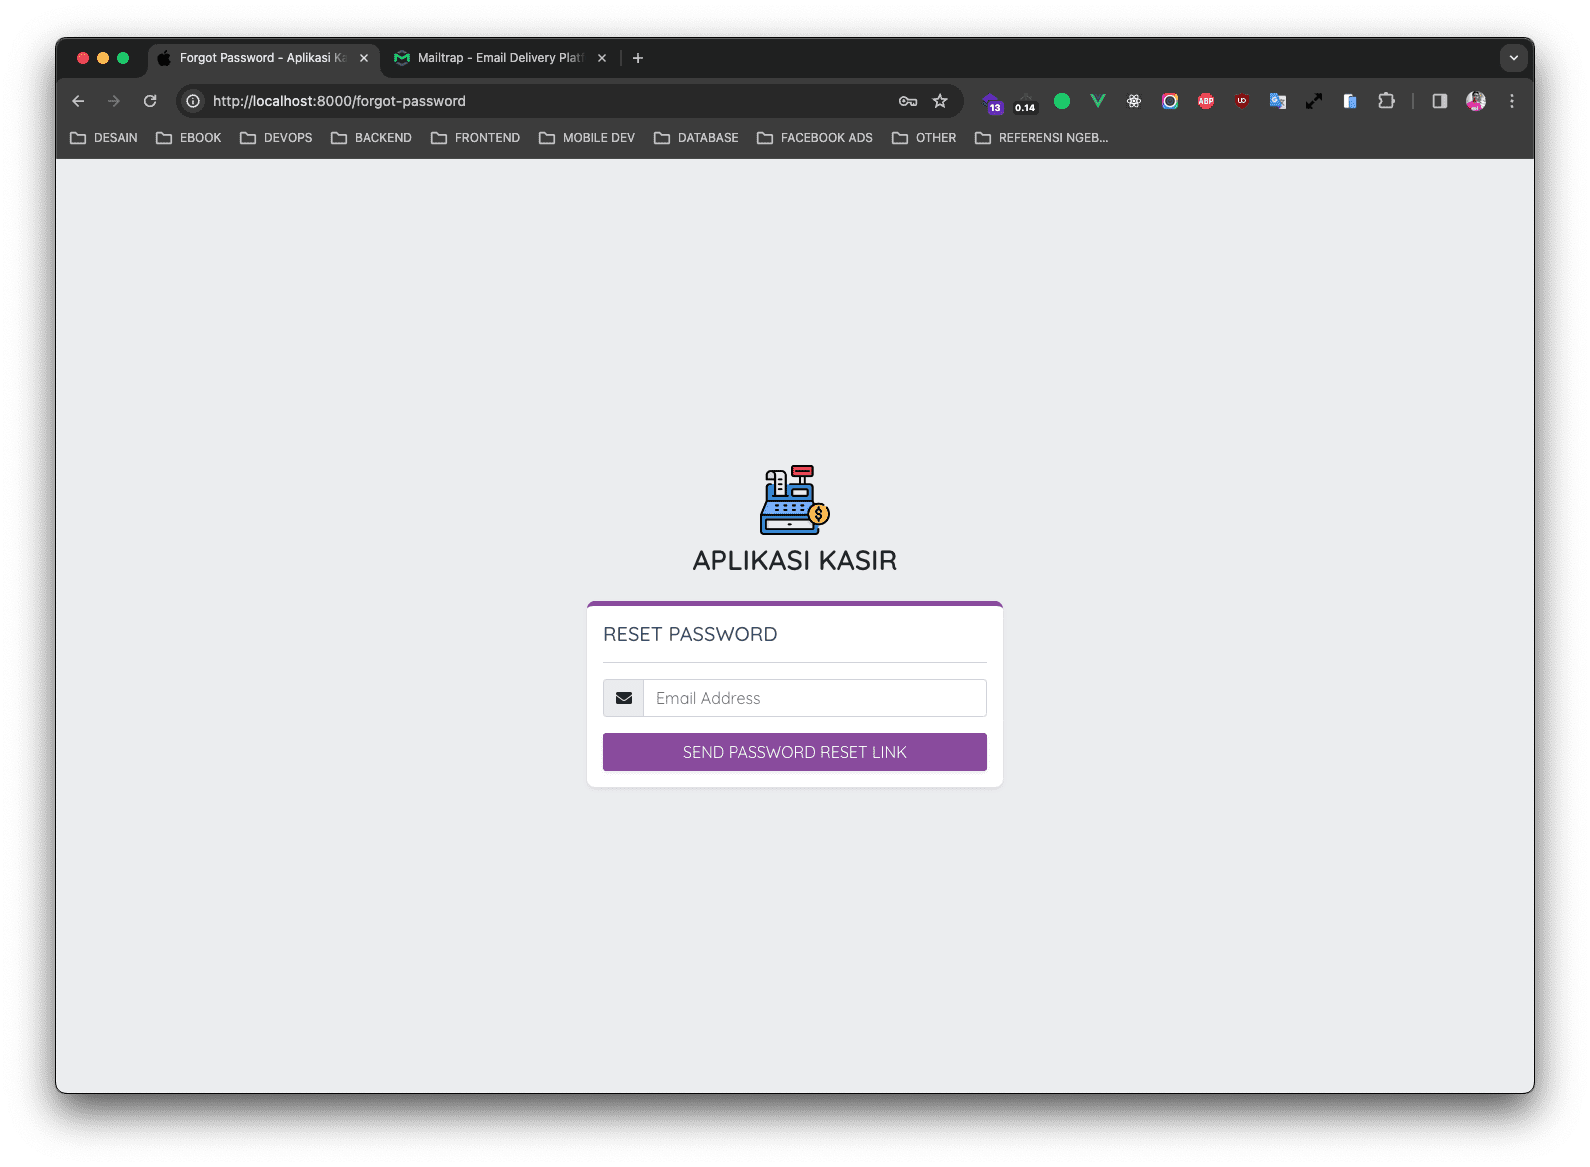 Forgot Password - Aplikasi Ka
Mailtrap - Email Delivery Plat
http://localhost:8000/forgot-password
13
0.14
ABP
DESAIN
EBOOK
DEVOPS
BACKEND
FRONTEND
MOBILE DEV
DATABASE
FACEBOOK ADS
OTHER
REFERENSI NGEB...
$
APLIKASI KASIR
RESET PASSWORD
Email Address
SEND PASSWORD RESET LINK